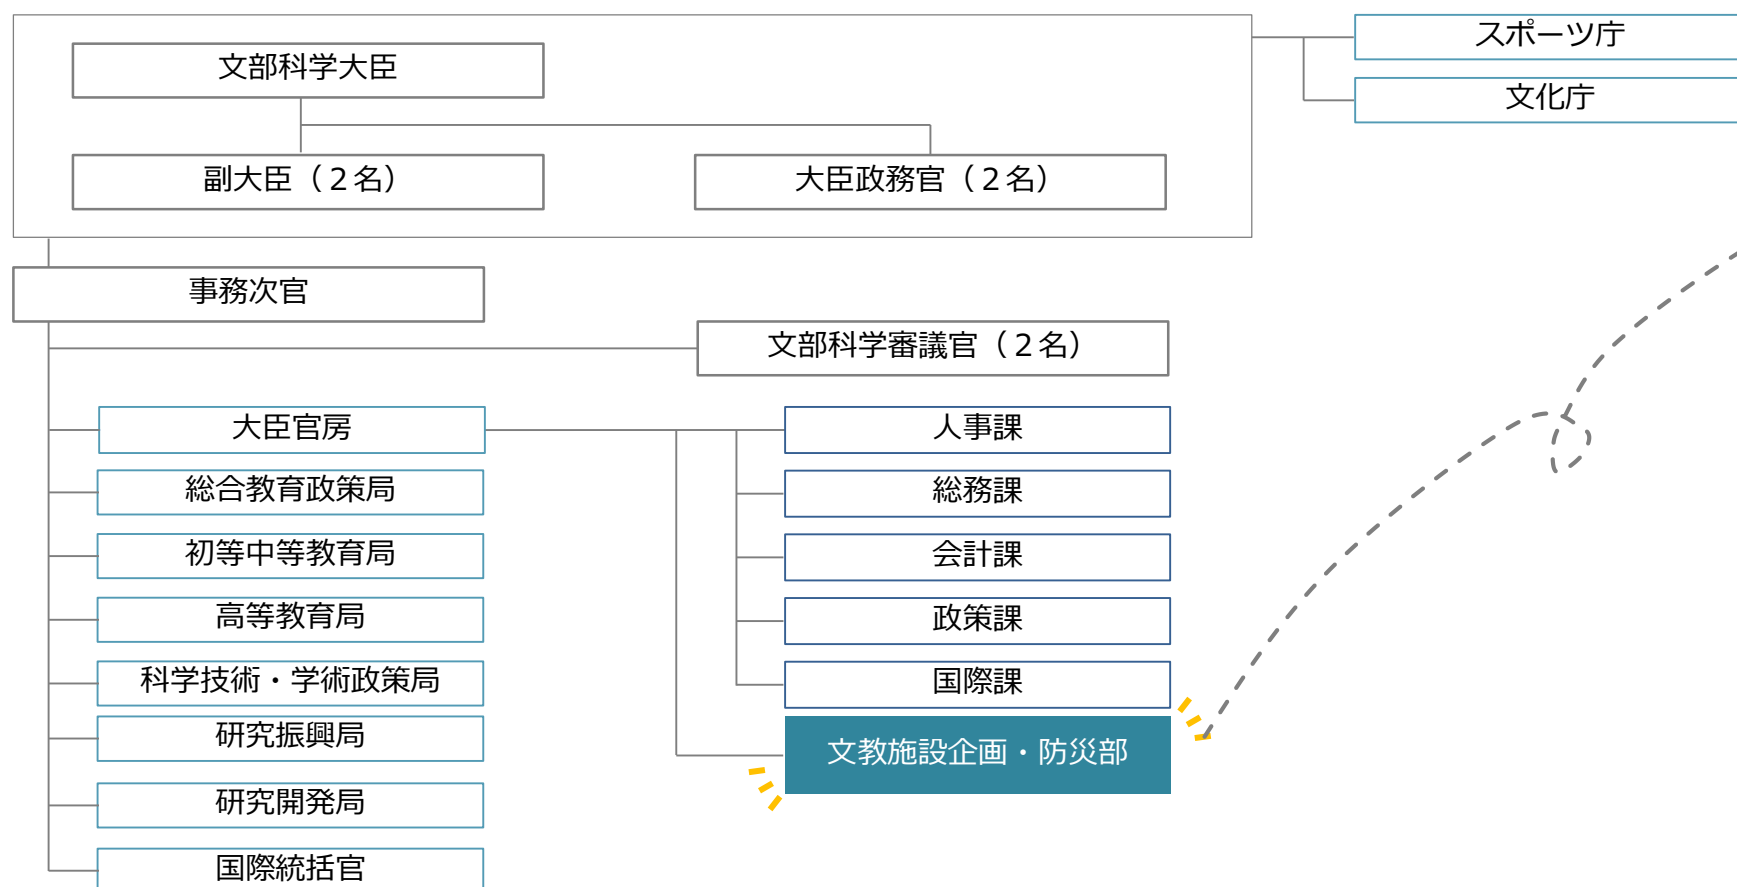 文部科学大臣
副大臣（２名）
大臣政務官（２名）
スポーツ庁
文化庁
事務次官
文部科学審議官（２名）
大臣官房
総合教育政策局
初等中等教育局
高等教育局
科学技術・学術政策局
研究振興局
研究開発局
国際統括官
人事課
総務課
会計課
政策課
国際課
文教施設企画・防災部